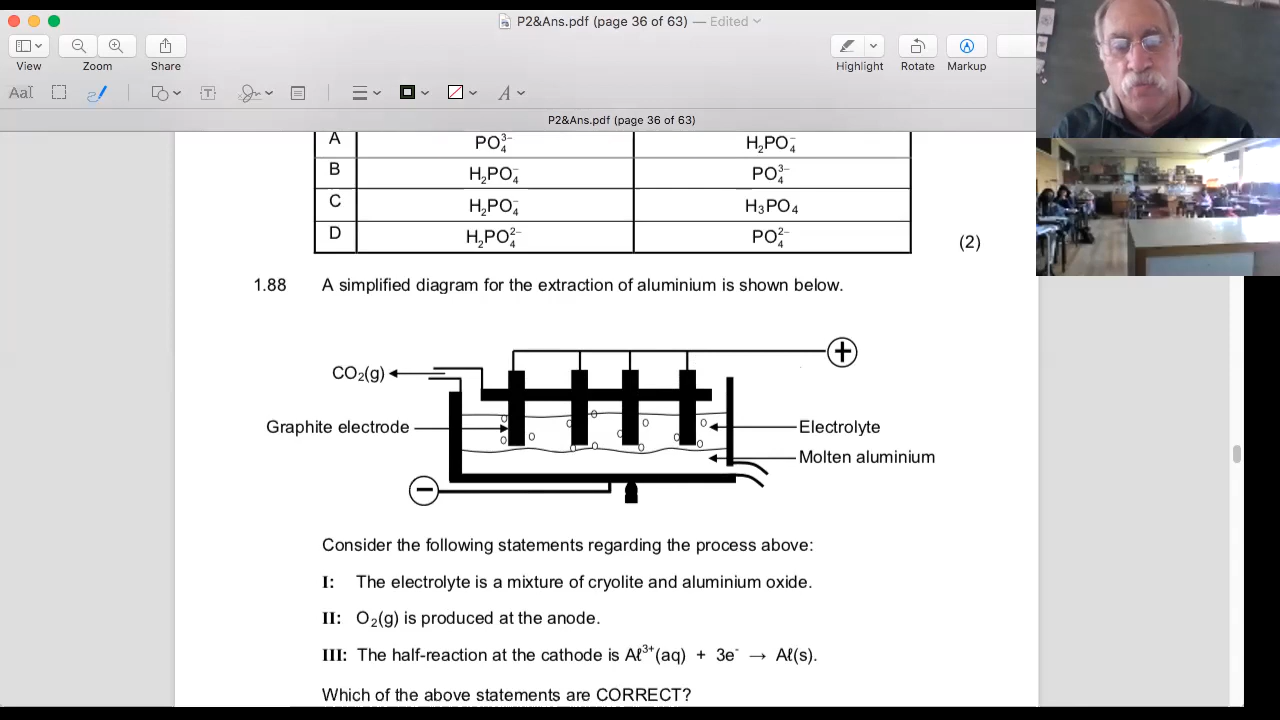 P2&Ans.pdf (page 36 of 63) — Edited
View Zoom Share Highlight Rotate Markup
AaI T A
P2&Ans.pdf (page 36 of 63)
A PO₄³⁻ H₂PO₄⁻
B H₂PO₄⁻ PO₄³⁻
C H₂PO₄⁻ H₃PO₄
D H₂PO₄²⁻ PO₄²⁻
(2)
1.88 A simplified diagram for the extraction of aluminium is shown below.
+
CO₂(g)
Graphite electrode
Electrolyte
Molten aluminium
−
Consider the following statements regarding the process above:
I: The electrolyte is a mixture of cryolite and aluminium oxide.
II: O₂(g) is produced at the anode.
III: The half-reaction at the cathode is Aℓ³⁺(aq) + 3e⁻ → Aℓ(s).
Which of the above statements are CORRECT?